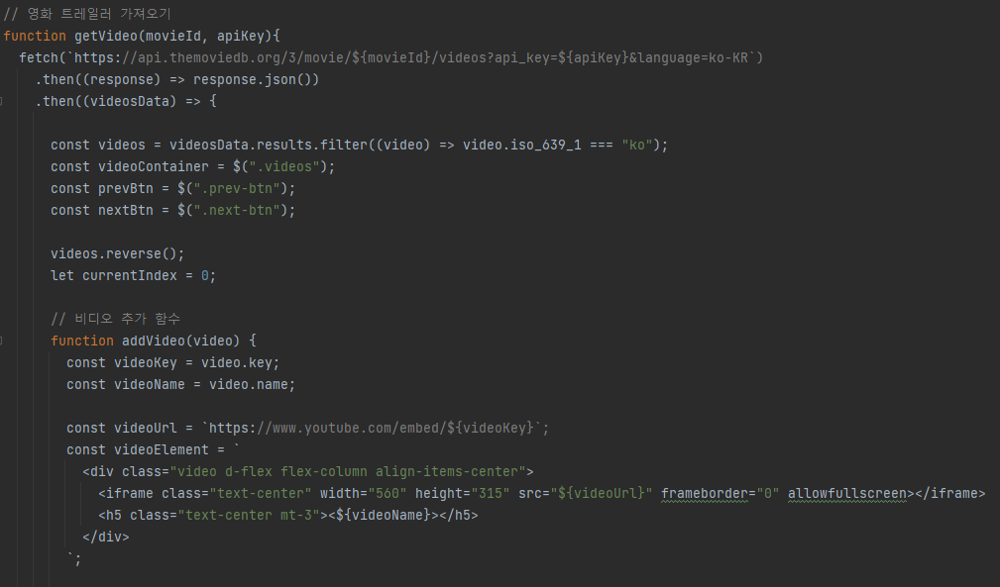 // 영화 트레일러 가져오기
function getVideo(movieId, apiKey){
  fetch(`https://api.themoviedb.org/3/movie/${movieId}/videos?api_key=${apiKey}&language=ko-KR`)
    .then((response) => response.json())
    .then((videosData) => {

      const videos = videosData.results.filter((video) => video.iso_639_1 === "ko");
      const videoContainer = $(".videos");
      const prevBtn = $(".prev-btn");
      const nextBtn = $(".next-btn");

      videos.reverse();
      let currentIndex = 0;

      // 비디오 추가 함수
      function addVideo(video) {
        const videoKey = video.key;
        const videoName = video.name;

        const videoUrl = `https://www.youtube.com/embed/${videoKey}`;
        const videoElement = `
          <div class="video d-flex flex-column align-items-center">
            <iframe class="text-center" width="560" height="315" src="${videoUrl}" frameborder="0" allowfullscreen></iframe>
            <h5 class="text-center mt-3"><${videoName}></h5>
          </div>
        `;